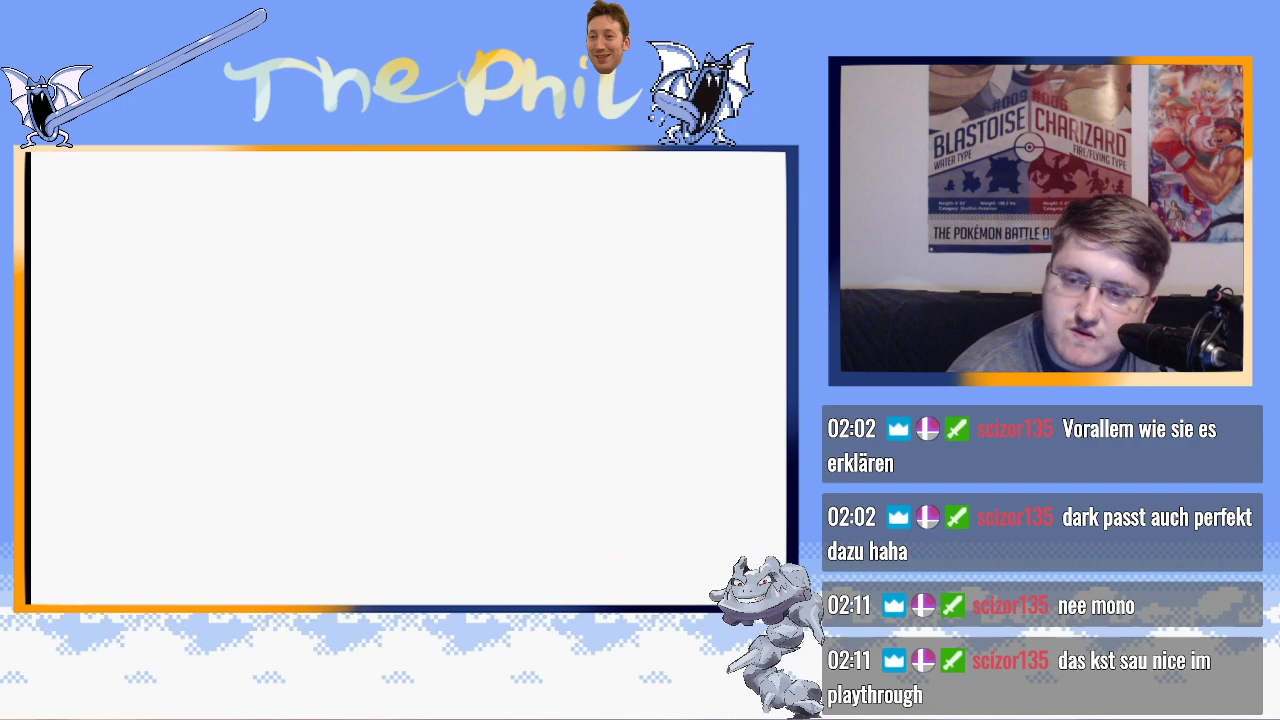 The Phil
#009 #006
BLASTOISE CHARIZARD
WATER TYPE FIRE/FLYING TYPE
THE POKÉMON BATTLE
02:02 scizor135 Vorallem wie sie es
erklären
02:02 scizor135 dark passt auch perfekt
dazu haha
02:11 scizor135 nee mono
02:11 scizor135 das kst sau nice im
playthrough